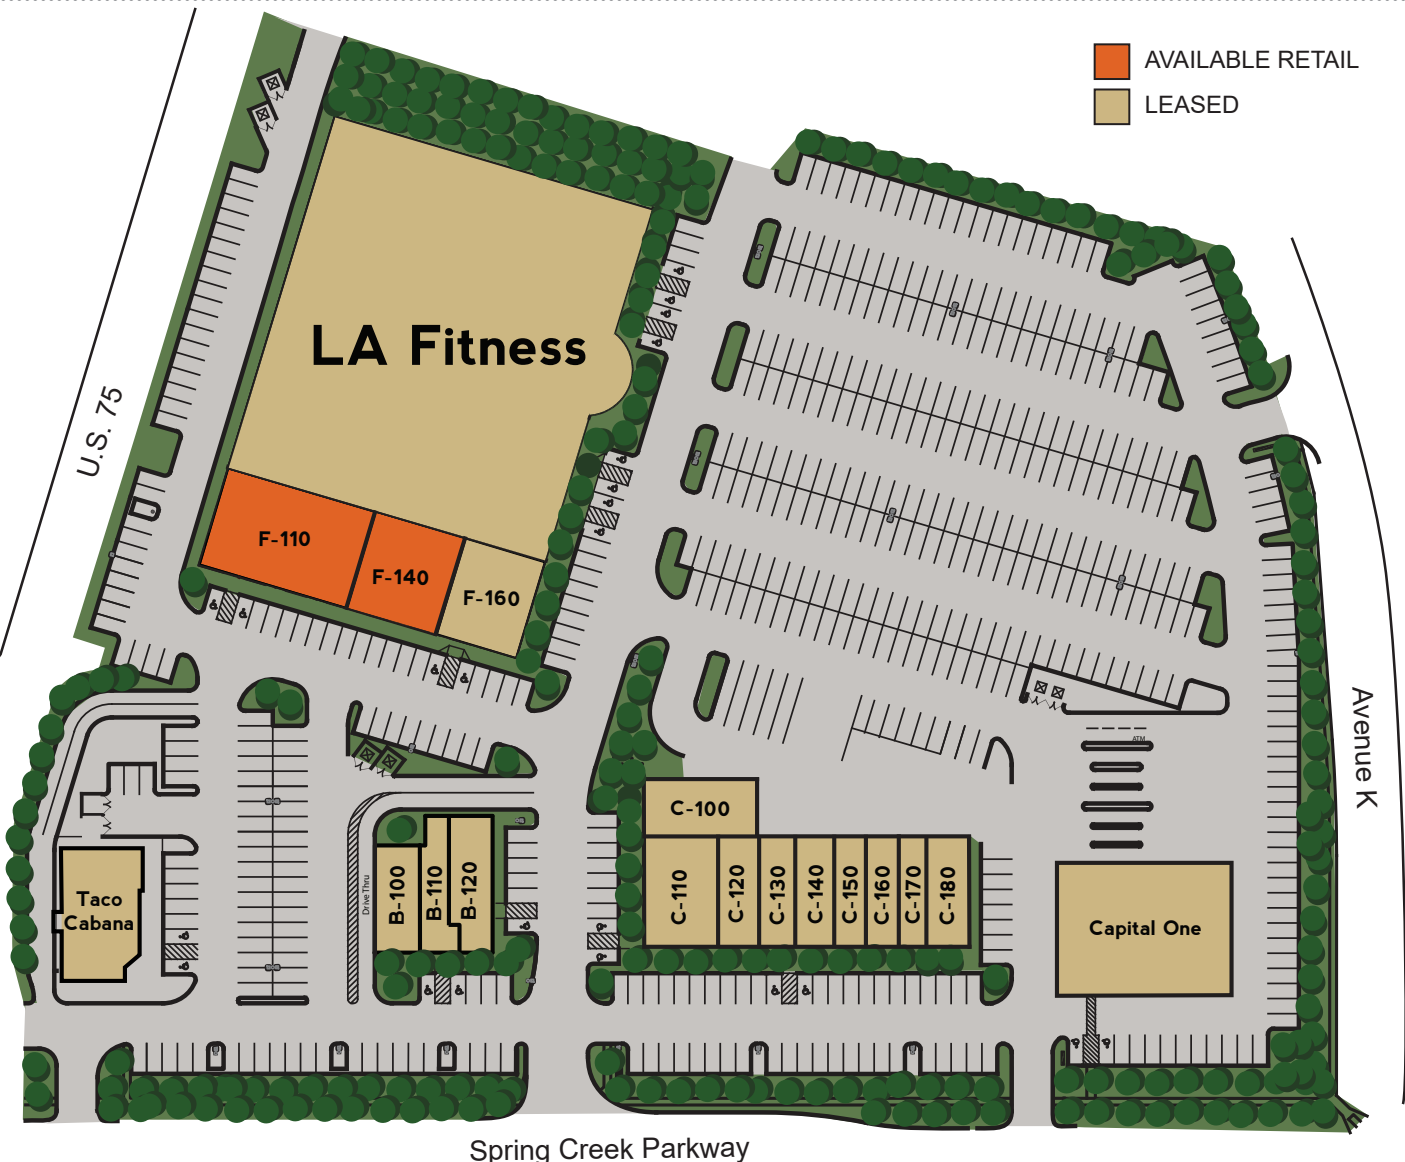 AVAILABLE RETAIL
LEASED
LA Fitness
U.S. 75
F-110
F-140
F-160
Avenue K
ATM
C-100
Drive Thru
B-100
B-110
B-120
C-110
C-120
C-130
C-140
C-150
C-160
C-170
C-180
Taco
Cabana
Capital One
Spring Creek Parkway